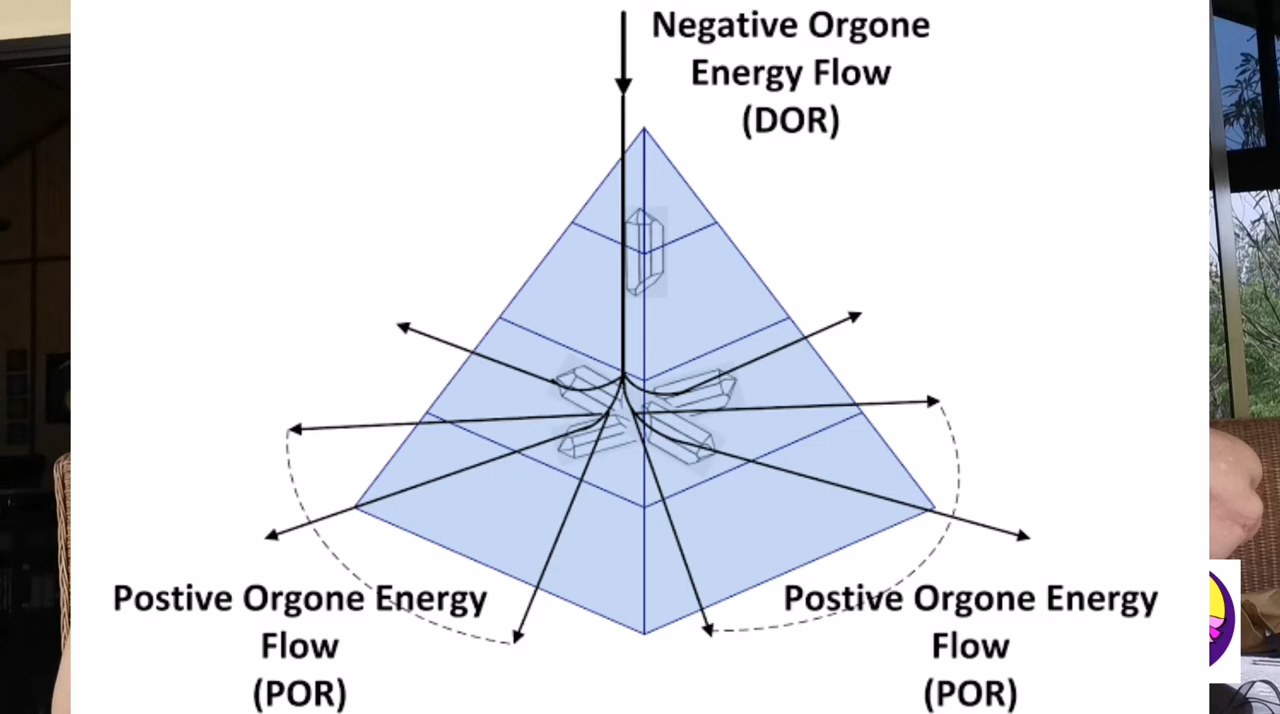 Negative Orgone
Energy Flow
(DOR)
Postive Orgone Energy
Flow
(POR)
Postive Orgone Energy
Flow
(POR)